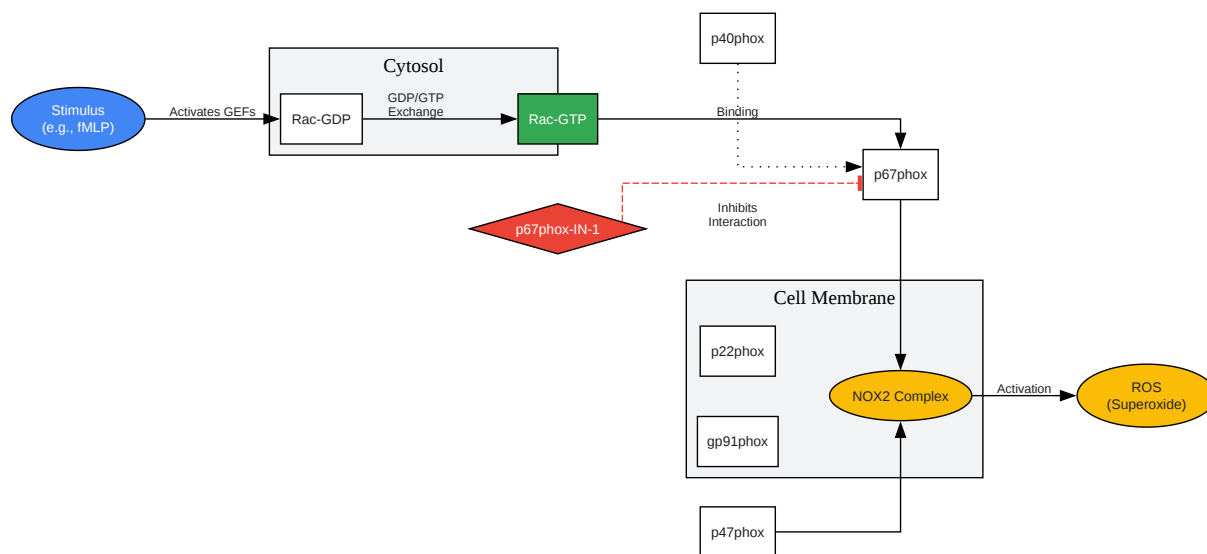 p40phox
Cytosol
Stimulus
(e.g., fMLP)
Activates GEFs
Rac-GDP
GDP/GTP
Exchange
Rac-GTP
Binding
p67phox
p67phox-IN-1
Inhibits
Interaction
Cell Membrane
p22phox
NOX2 Complex
Activation
ROS
(Superoxide)
gp91phox
p47phox